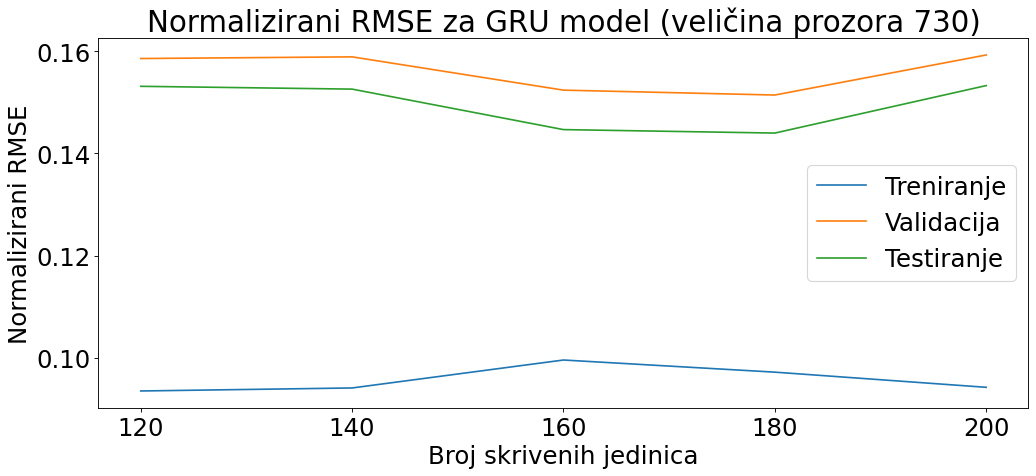 Normalizirani RMSE za GRU model (veličina prozora 730)
Normalizirani RMSE
0.16
0.14
0.12
0.10
Treniranje
Validacija
Testiranje
120 140 160 180 200
Broj skrivenih jedinica